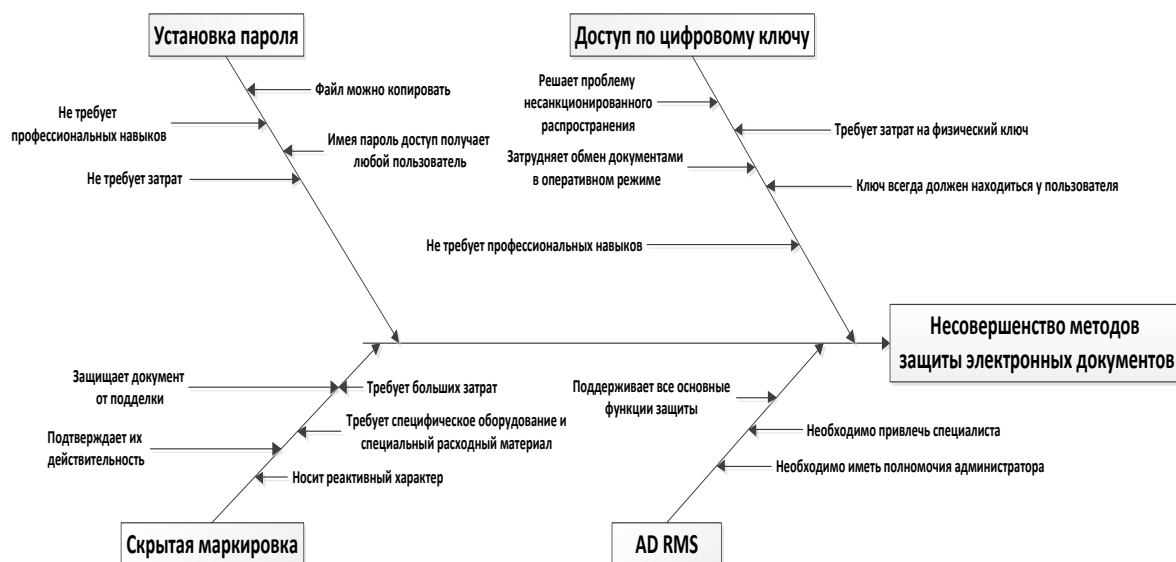 Установка пароля
Файл можно копировать
Не требует
профессиональных навыков
Имея пароль доступ получает
любой пользователь
Не требует затрат
Доступ по цифровому ключу
Решает проблему
несанкционированного
распространения
Требует затрат на физический ключ
Затрудняет обмен документами
в оперативном режиме
Ключ всегда должен находиться у пользователя
Не требует профессиональных навыков
Несовершенство методов
защиты электронных документов
Защищает документ
от подделки
Требует больших затрат
Требует специфическое оборудование и
специальный расходный материал
Подтверждает их
действительность
Носит реактивный характер
Скрытая маркировка
Поддерживает все основные
функции защиты
Необходимо привлечь специалиста
Необходимо иметь полномочия администратора
AD RMS